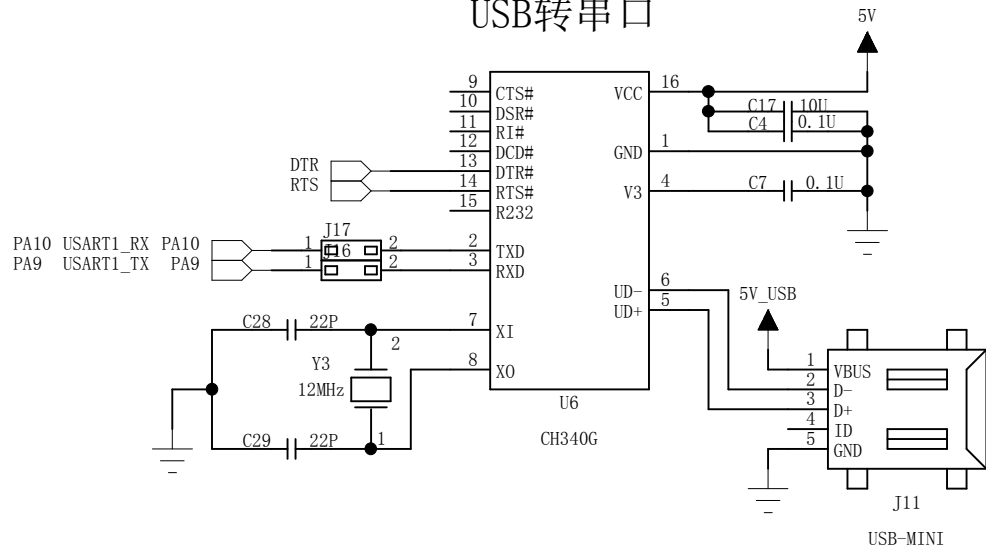 USB转串口
5V
9 CTS# VCC 16
10 DSR# C17 10U
11 RI# C4 0.1U
12 DCD# GND 1
DTR 13 DTR#
RTS 14 RTS# V3 4 C7 0.1U
15 R232
J17
PA10 USART1_RX PA10 1 2 2 TXD
J16
PA9 USART1_TX PA9 1 2 3 RXD
UD- 6
UD+ 5
5V_USB
C28 22P 7 XI
2
Y3
12MHz
8 XO
1 VBUS
2 D-
3 D+
4 ID
5 GND
C29 22P 1
U6
CH340G
J11
USB-MINI